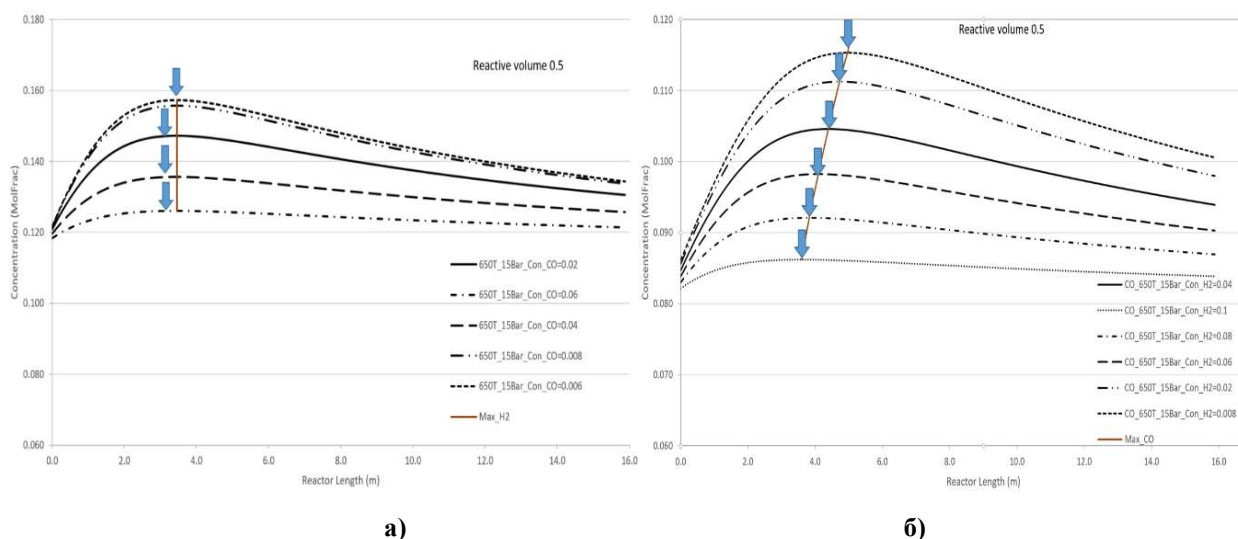 0.180
0.160
0.140
0.120
0.100
0.080
0.060
Concentration (MolFrac)
Reactive volume 0.5
650T_15Bar_Con_CO=0.02
650T_15Bar_Con_CO=0.06
650T_15Bar_Con_CO=0.04
650T_15Bar_Con_CO=0.008
650T_15Bar_Con_CO=0.006
Max_H2
0.0 2.0 4.0 6.0 8.0 10.0 12.0 14.0 16.0
Reactor Length (m)
а)
0.120
0.110
0.100
0.090
0.080
0.070
0.060
Concentration (MolFrac)
Reactive volume 0.5
CO_650T_15Bar_Con_H2=0.04
CO_650T_15Bar_Con_H2=0.1
CO_650T_15Bar_Con_H2=0.08
CO_650T_15Bar_Con_H2=0.06
CO_650T_15Bar_Con_H2=0.02
CO_650T_15Bar_Con_H2=0.008
Max_CO
0.0 2.0 4.0 6.0 8.0 10.0 12.0 14.0 16.0
Reactor Length (m)
б)